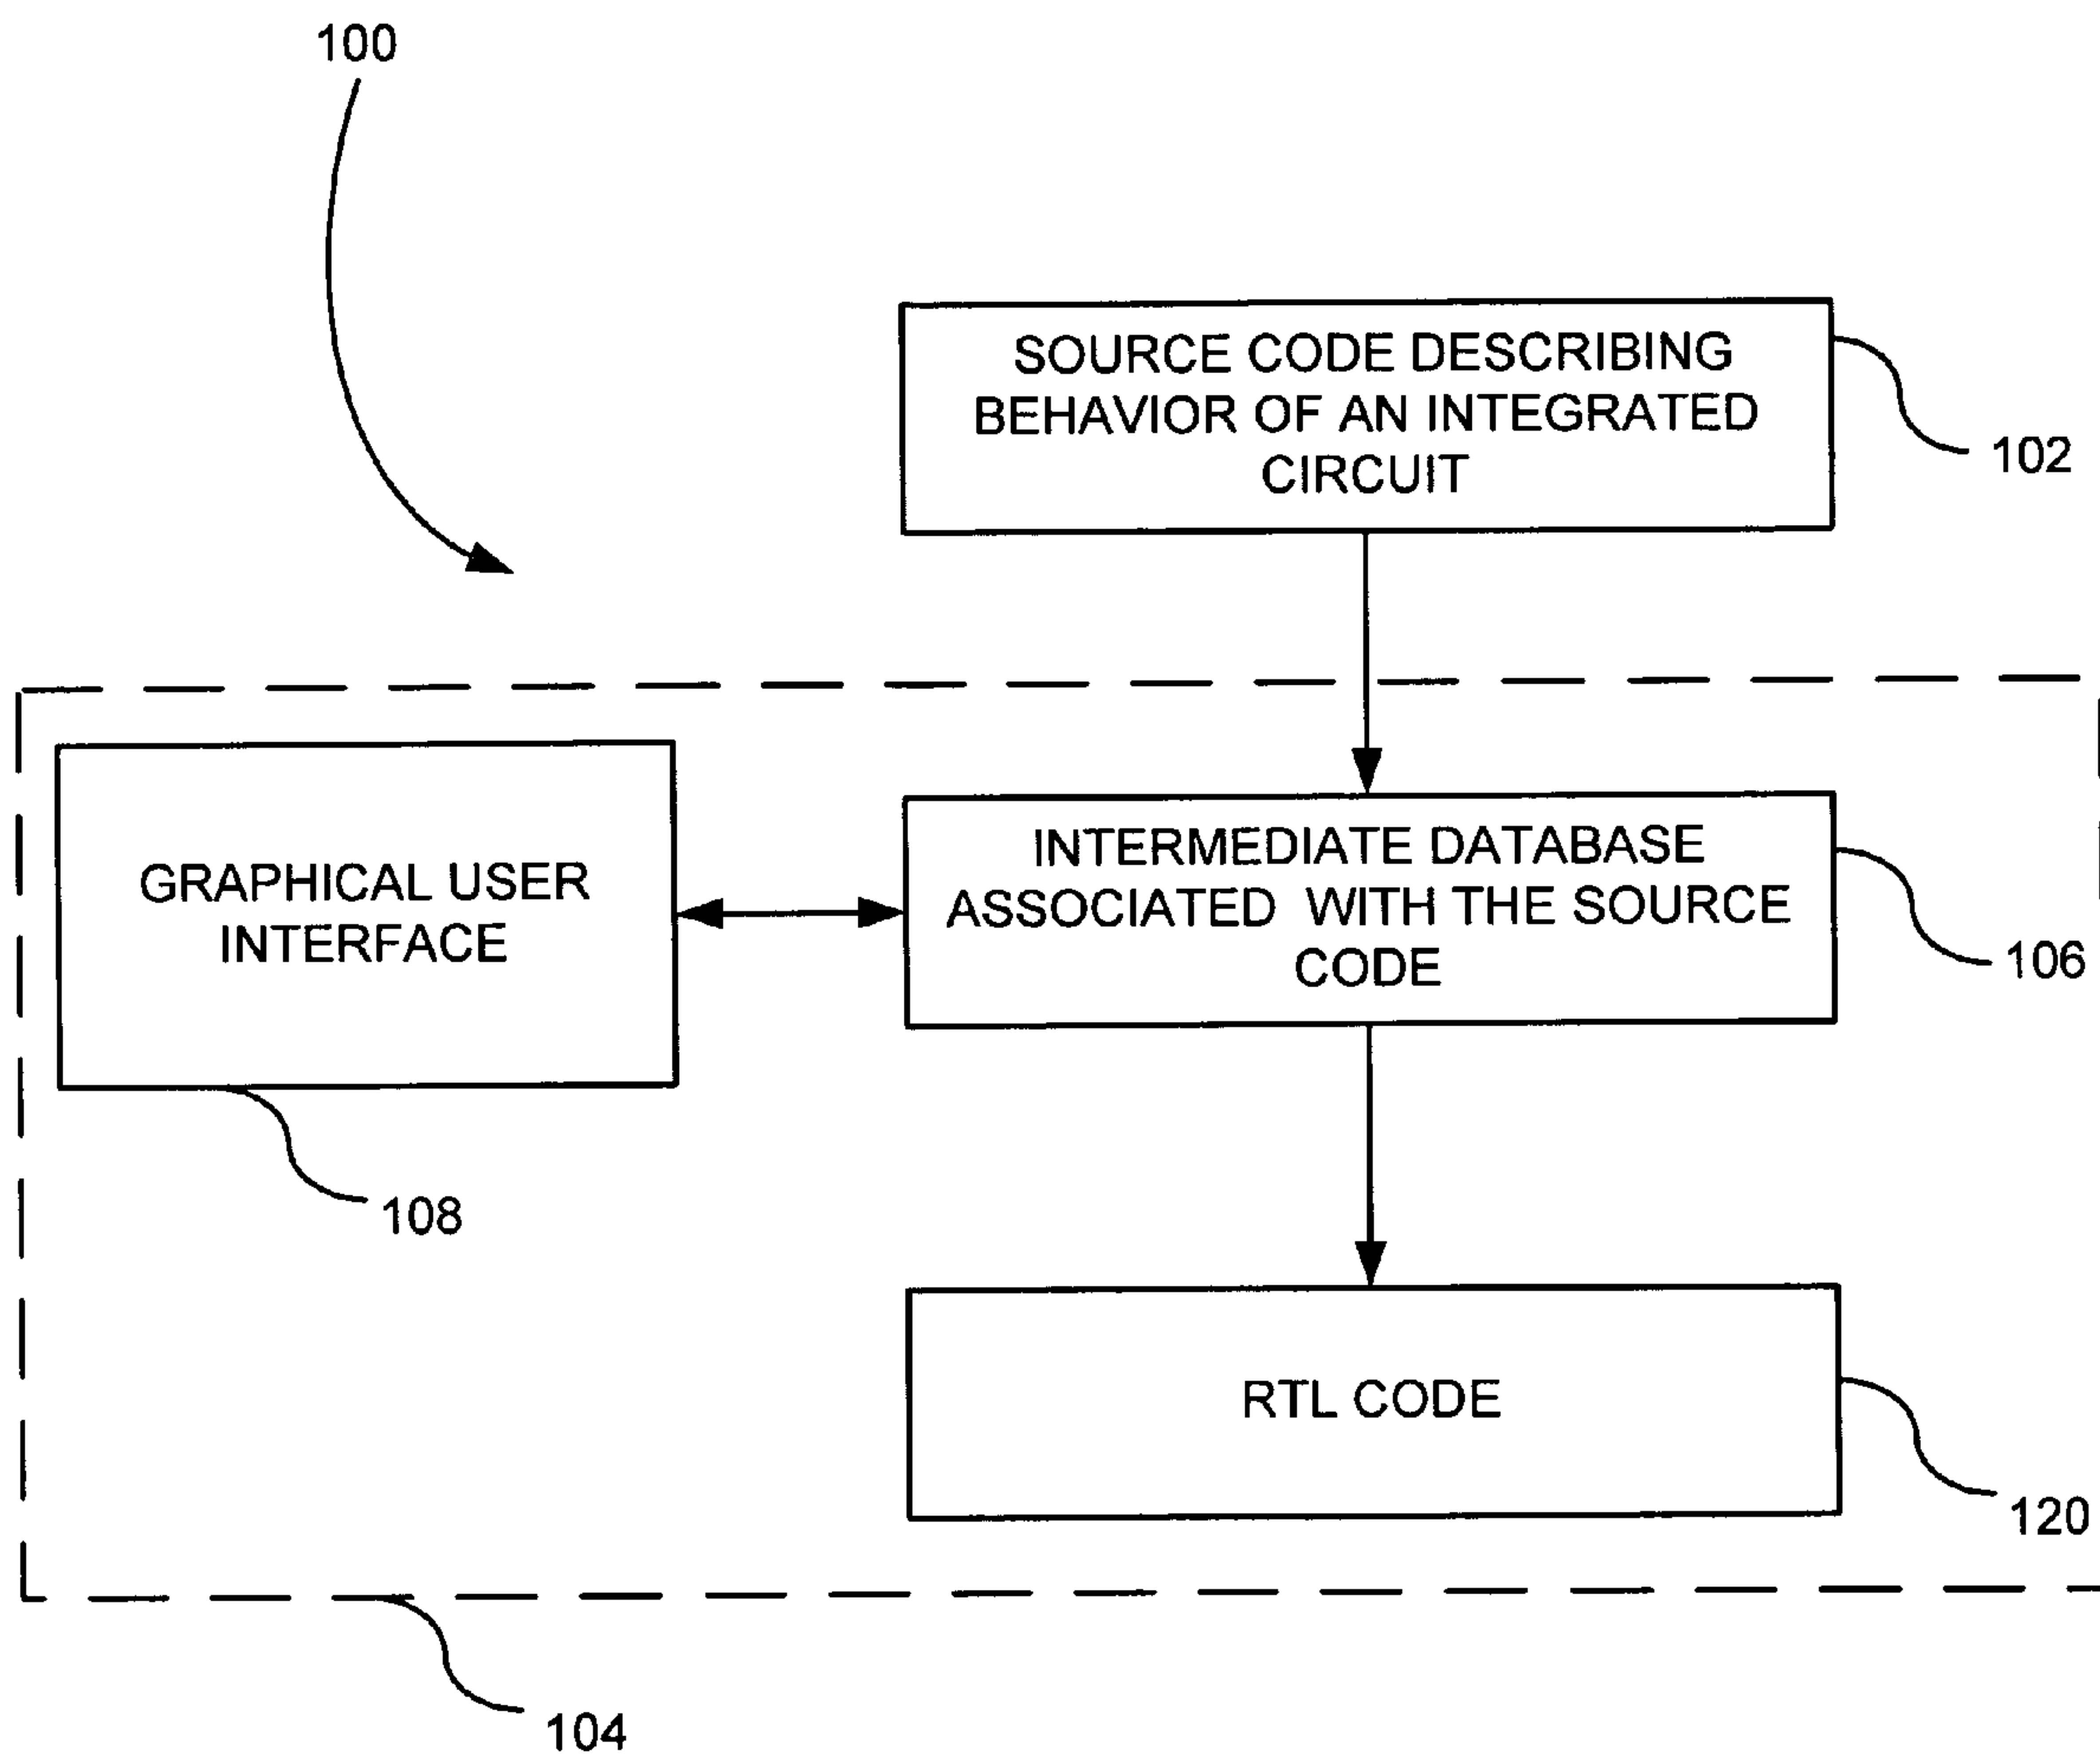 100
SOURCE CODE DESCRIBING
BEHAVIOR OF AN INTEGRATED
CIRCUIT
102
GRAPHICAL USER
INTERFACE
108
INTERMEDIATE DATABASE
ASSOCIATED WITH THE SOURCE
CODE
106
RTL CODE
120
104